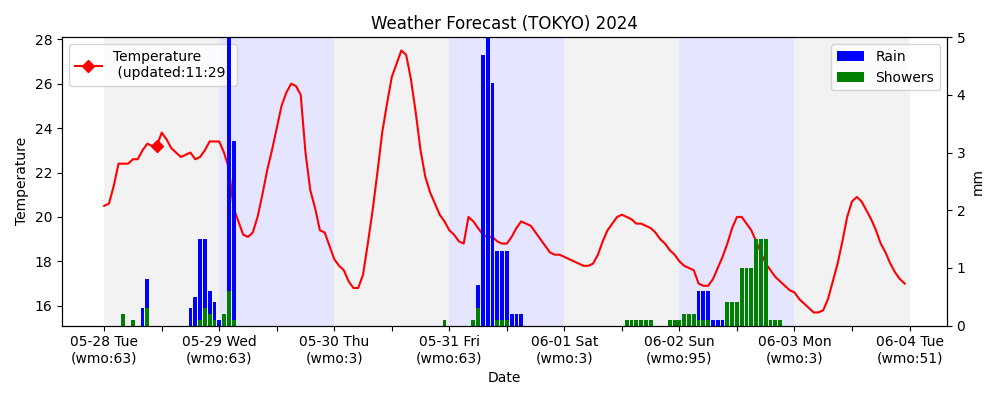 Weather Forecast (TOKYO) 2024
Temperature
(updated:11:29)
Rain
Showers
28
26
24
22
20
18
16
Temperature
5
4
3
2
1
0
mm
05-28 Tue
(wmo:63)
05-29 Wed
(wmo:63)
05-30 Thu
(wmo:3)
05-31 Fri
(wmo:63)
06-01 Sat
(wmo:3)
06-02 Sun
(wmo:95)
06-03 Mon
(wmo:3)
06-04 Tue
(wmo:51)
Date